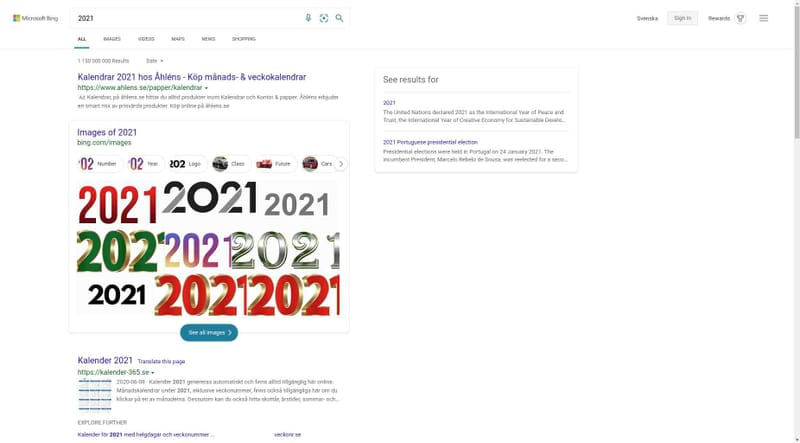 Microsoft Bing
2021
Svenska
Sign in
Rewards
ALL IMAGES VIDEOS MAPS NEWS SHOPPING
1 130 000 000 Results Date
Kalendrar 2021 hos Åhléns - Köp månads- & veckokalendrar
https://www.ahlens.se/papper/kalendrar
Ad Kalendrar, på åhlens.se hittar du alltid produkter inom Kalendrar och Kontor & papper. Åhléns erbjuder
en smart mix av prisvärda produkter. Köp online på åhlens.se
Images of 2021
bing.com/images
Number Year Logo Class Future Cars
2021 2021 2021
2021 2021 2021
2021 2021 2021
See all images
Kalender 2021 Translate this page
https://kalender-365.se
2020-06-08 · Kalender 2021 genereras automatiskt och finns alltid tillgänglig här online.
Månadskalendrar under 2021, inklusive veckonummer, finns också tillgängliga här om du
klickar på en av månaderna. Dessutom kan du också hitta skottår, årstider, sommar- och...
EXPLORE FURTHER
Kalender för 2021 med helgdagar och veckonummer ... veckonr.se
See results for
2021
The United Nations declared 2021 as the International Year of Peace and
Trust, the International Year of Creative Economy for Sustainable Develo...
2021 Portuguese presidential election
Presidential elections were held in Portugal on 24 January 2021. The
incumbent President, Marcelo Rebelo de Sousa, was reelected for a seco...